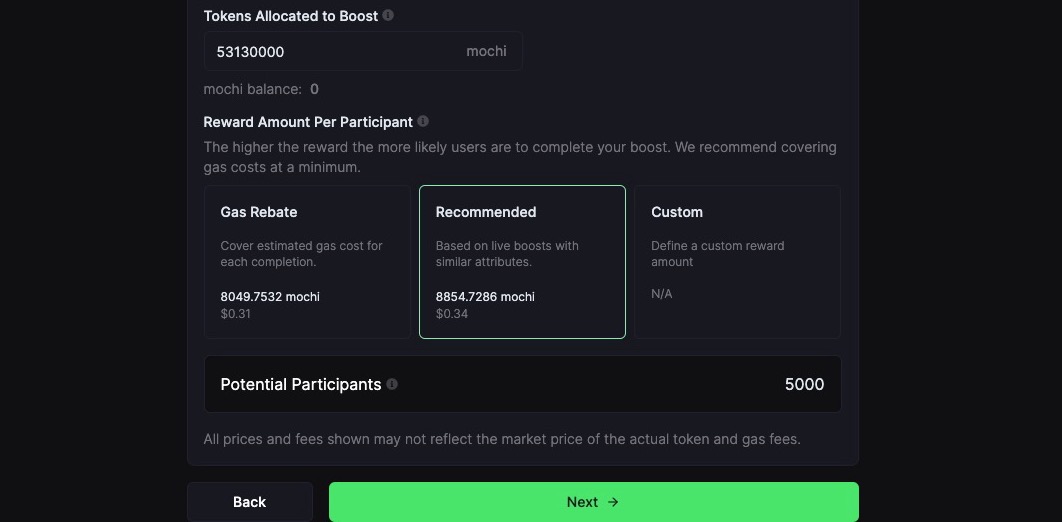 Tokens Allocated to Boost
53130000 mochi
mochi balance: 0
Reward Amount Per Participant
The higher the reward the more likely users are to complete your boost. We recommend covering
gas costs at a minimum.
Gas Rebate
Cover estimated gas cost for
each completion.
8049.7532 mochi
$0.31
Recommended
Based on live boosts with
similar attributes.
8854.7286 mochi
$0.34
Custom
Define a custom reward
amount
N/A
Potential Participants 5000
All prices and fees shown may not reflect the market price of the actual token and gas fees.
Back
Next →